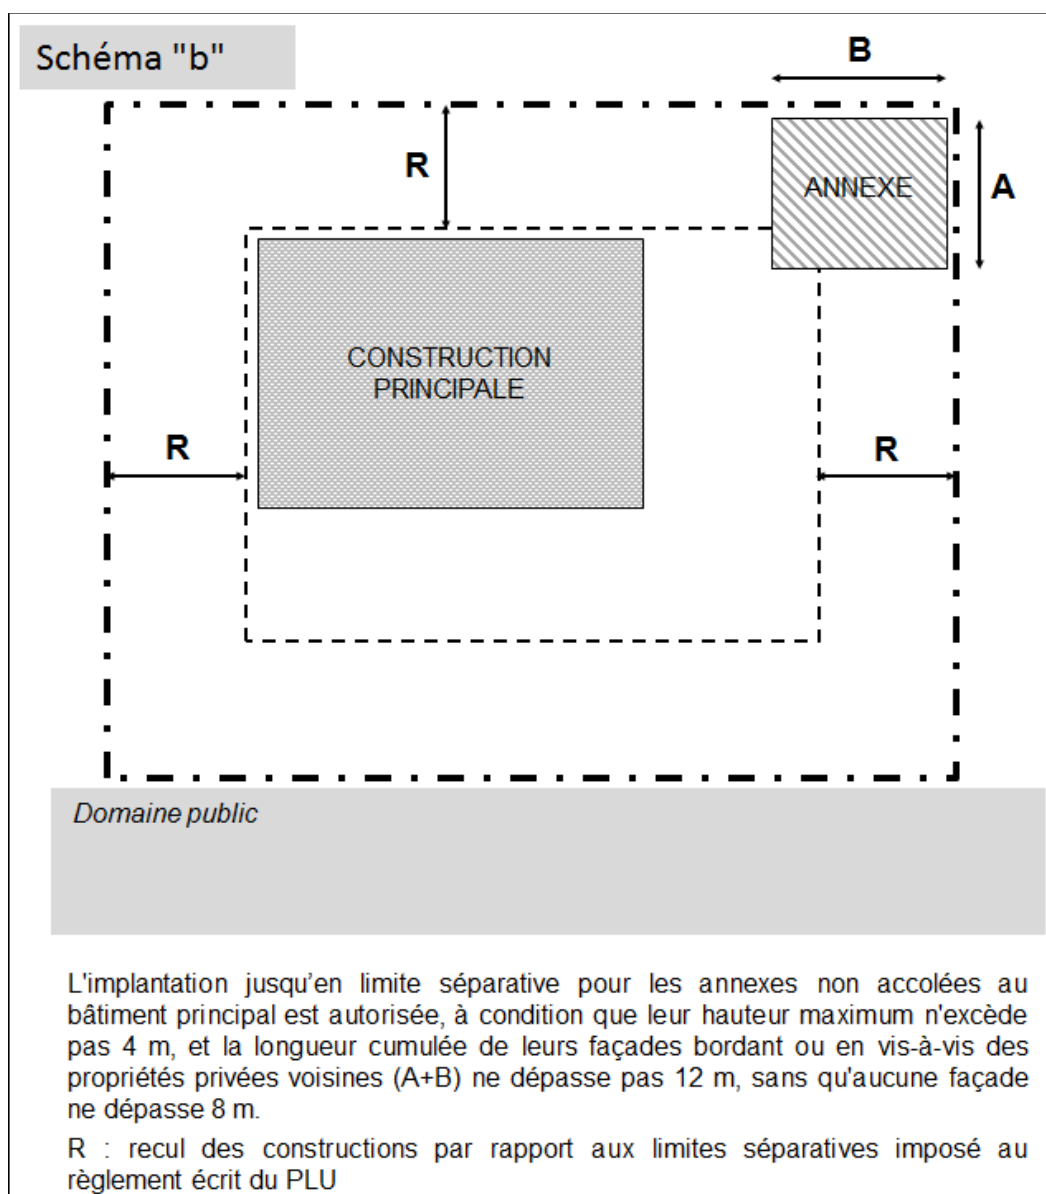 Schéma "b"
B
R
ANNEXE
A
CONSTRUCTION
PRINCIPALE
R
R
Domaine public
L'implantation jusqu’en limite séparative pour les annexes non accolées au
bâtiment principal est autorisée, à condition que leur hauteur maximum n'excède
pas 4 m, et la longueur cumulée de leurs façades bordant ou en vis-à-vis des
propriétés privées voisines (A+B) ne dépasse pas 12 m, sans qu'aucune façade
ne dépasse 8 m.
R : recul des constructions par rapport aux limites séparatives imposé au
règlement écrit du PLU